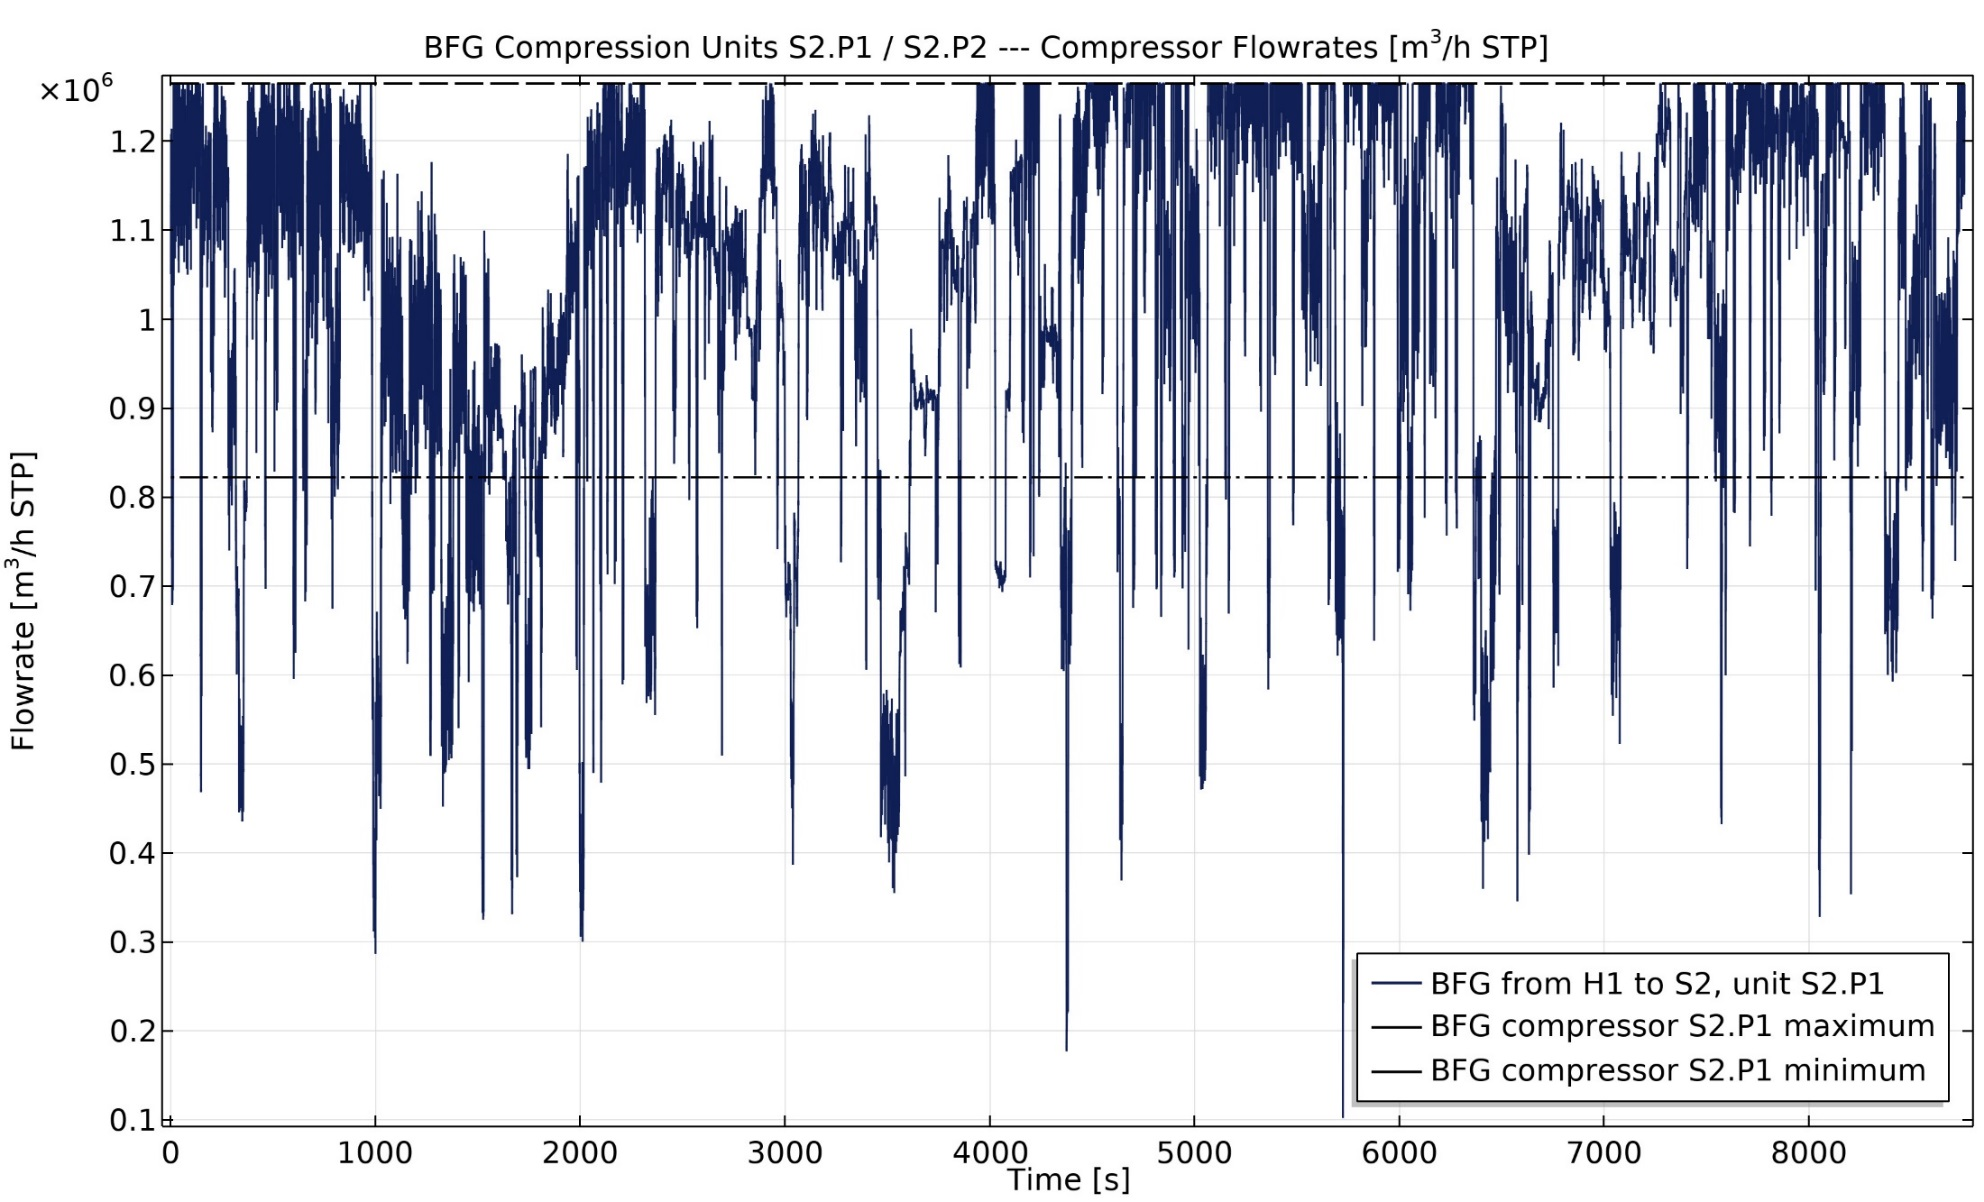 BFG Compression Units S2.P1 / S2.P2 --- Compressor Flowrates [m³/h STP]
×10⁶
1.2
1.1
1
0.9
0.8
0.7
0.6
0.5
0.4
0.3
0.2
0.1
Flowrate [m³/h STP]
BFG from H1 to S2, unit S2.P1
BFG compressor S2.P1 maximum
BFG compressor S2.P1 minimum
0 1000 2000 3000 4000 5000 6000 7000 8000
Time [s]